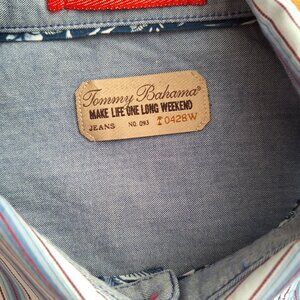 Tommy Bahama®
MAKE LIFE ONE LONG WEEKEND
JEANS NO. 093 0428W